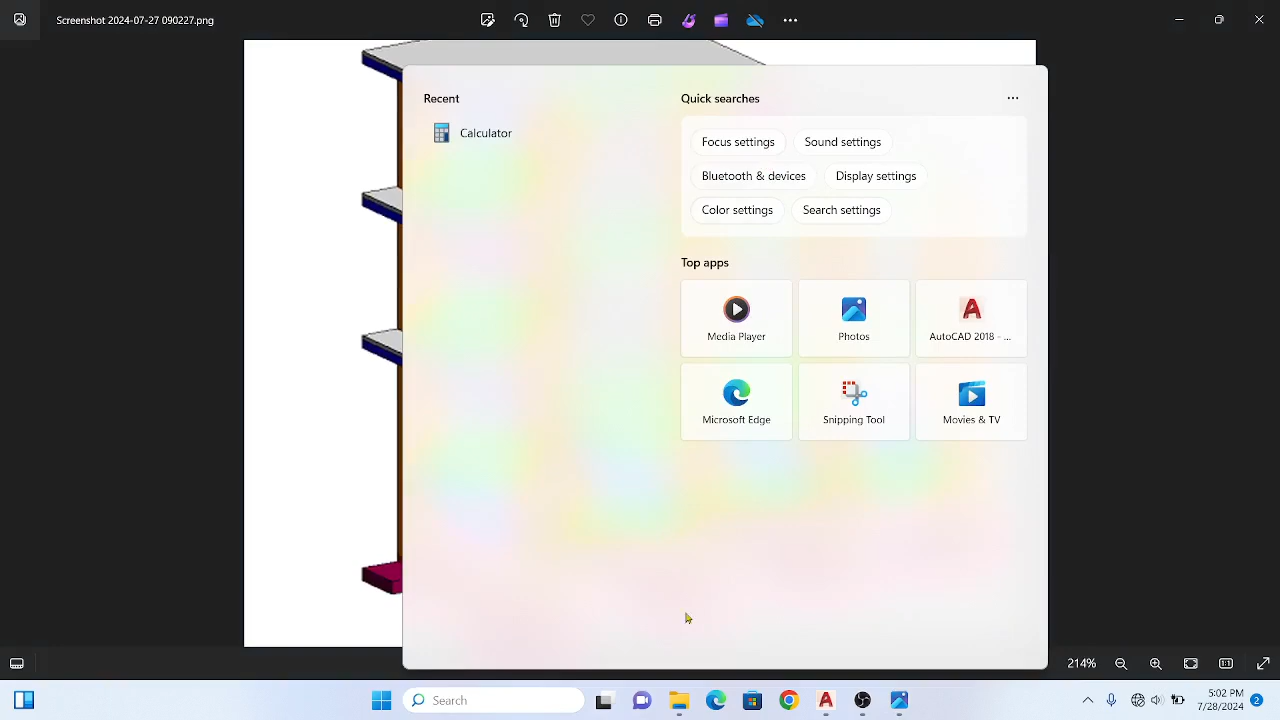 Screenshot 2024-07-27 090227.png
Recent
Calculator
Quick searches
Focus settings
Sound settings
Bluetooth & devices
Display settings
Color settings
Search settings
Top apps
Media Player
Photos
AutoCAD 2018 - ...
Microsoft Edge
Snipping Tool
Movies & TV
214%
Search
5:02 PM
7/28/2024
2